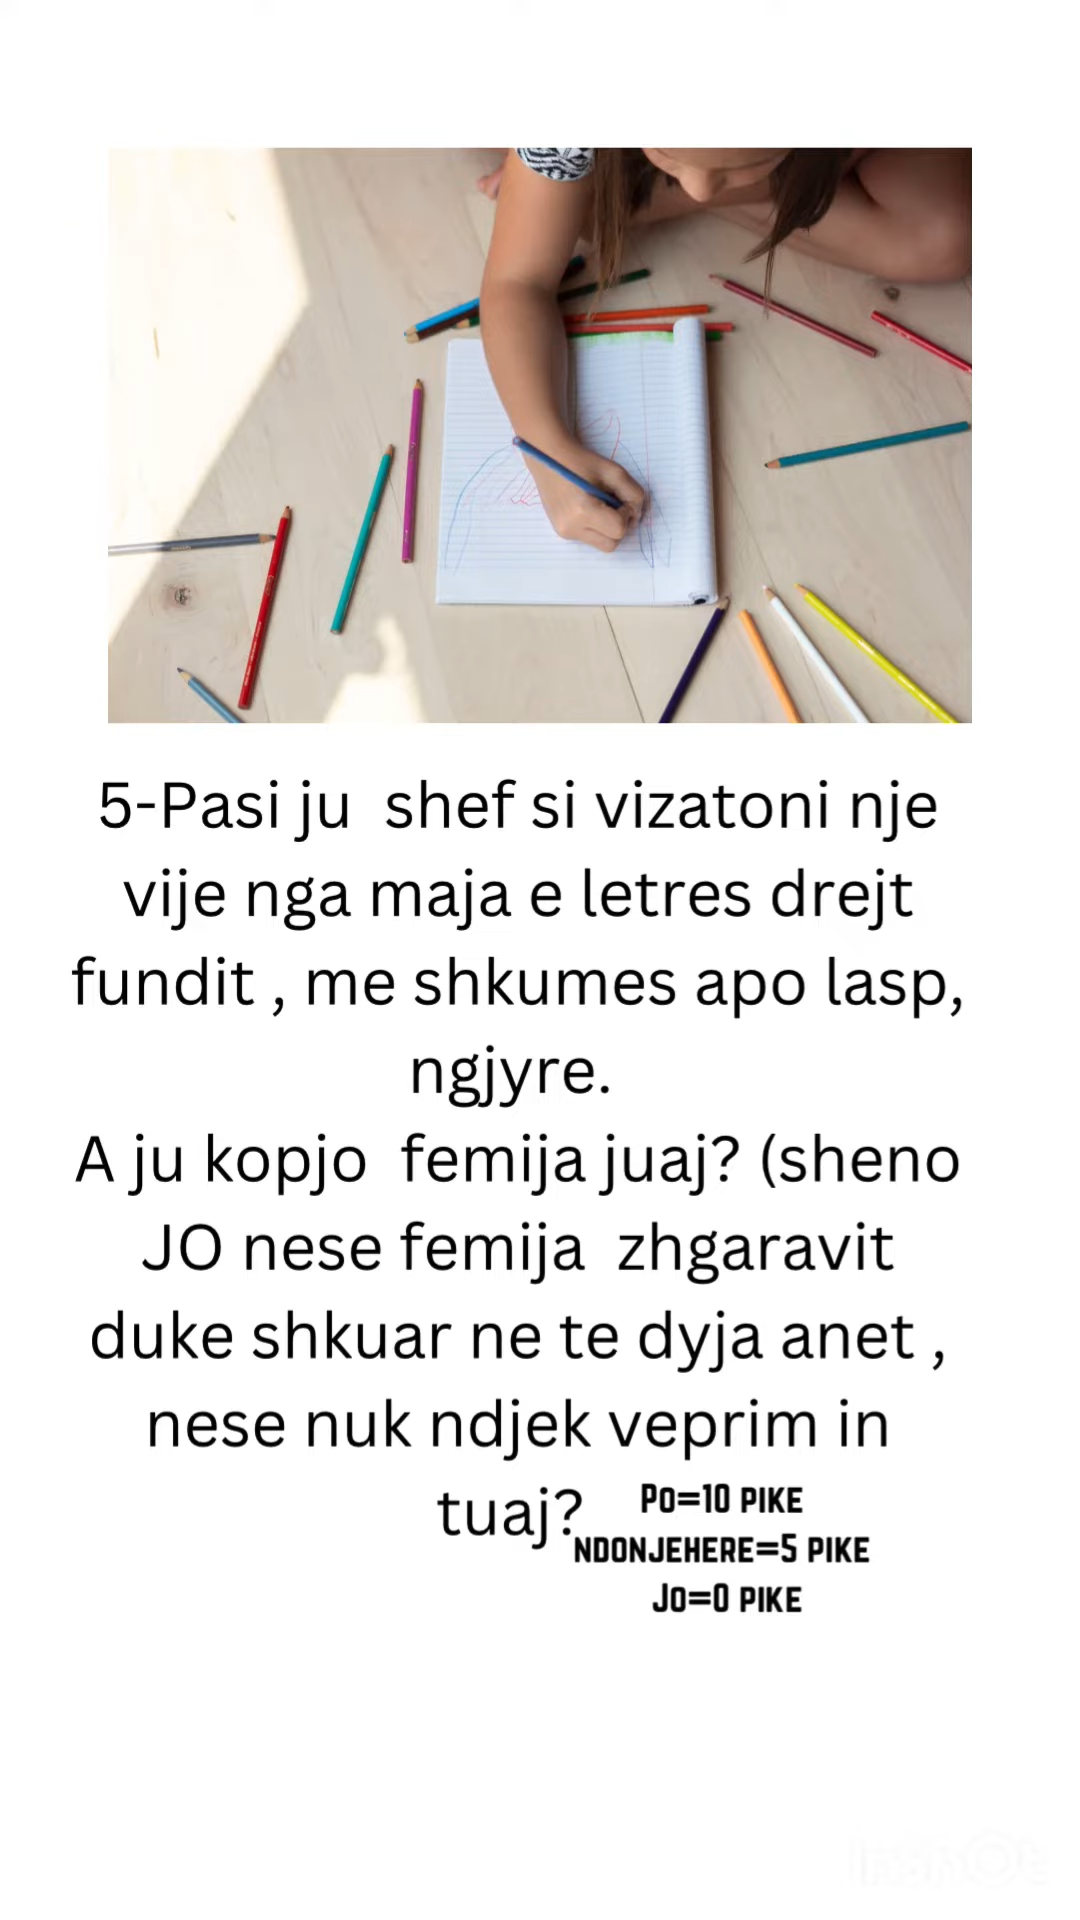 5-Pasi ju shef si vizatoni nje
vije nga maja e letres drejt
fundit , me shkumes apo lasp,
ngjyre.
A ju kopjo femija juaj? (sheno
JO nese femija zhgaravit
duke shkuar ne te dyja anet ,
nese nuk ndjek veprim in
tuaj?
Po=10 pike
ndonjehere=5 pike
Jo=0 pike